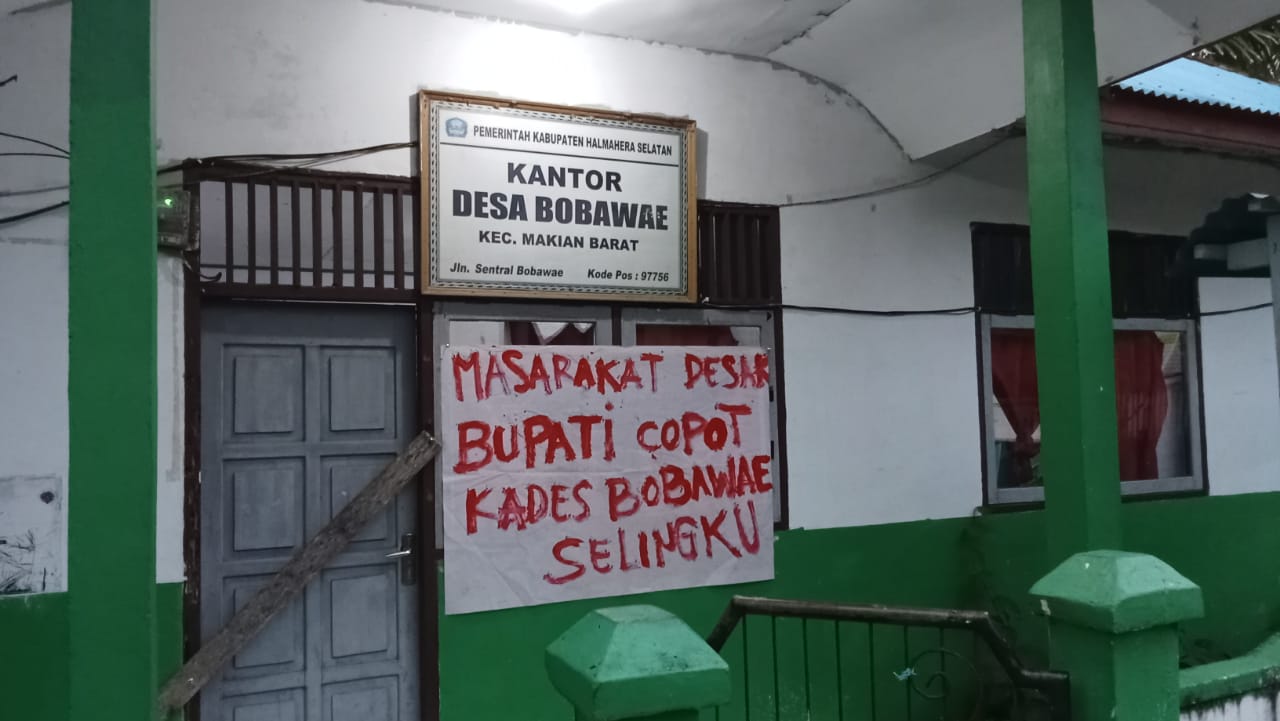 PEMERINTAH KABUPATEN HALMAHERA SELATAN
KANTOR
DESA BOBAWAE
KEC. MAKIAN BARAT
Jln. Sentral Bobawae Kode Pos : 97756
MASARAKAT DESAK
BUPATI COPOT
KADES BOBAWAE
SELINGKU